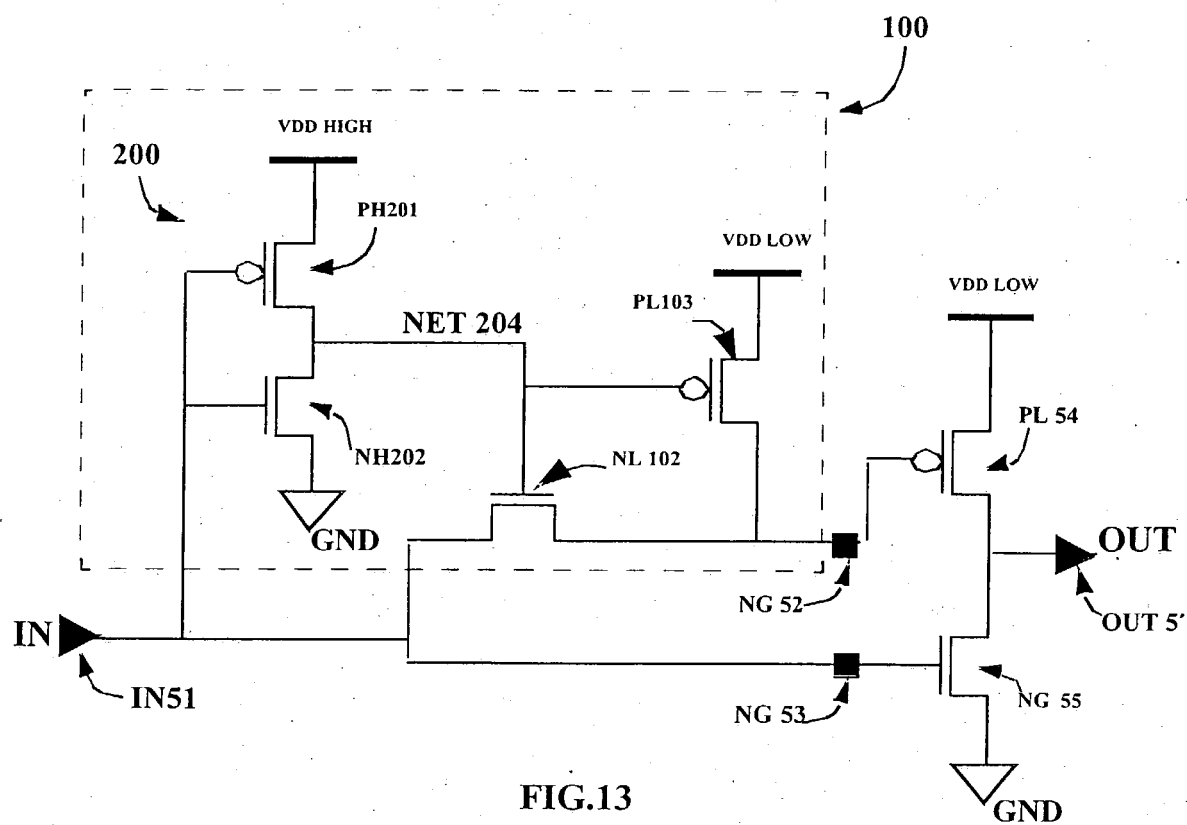 100
VDD HIGH
200
PH201
VDD LOW
VDD LOW
PL103
NET 204
PL 54
NH202
NL 102
GND
OUT
NG 52
OUT 5
IN
IN51
NG 53
NG 55
FIG.13
GND